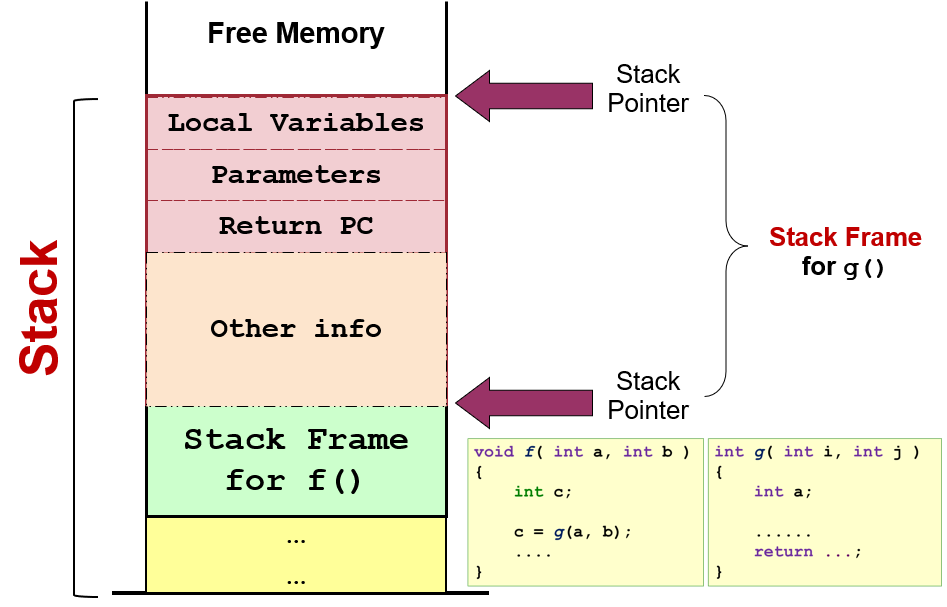 Free Memory
Stack
Pointer
Local Variables
Parameters
Return PC
Stack Frame
for g()
Stack
Other info
Stack
Pointer
Stack Frame
for f()
...
...
void f( int a, int b )
{
int c;
c = g(a, b);
....
}
int g( int i, int j )
{
int a;
......
return ...;
}